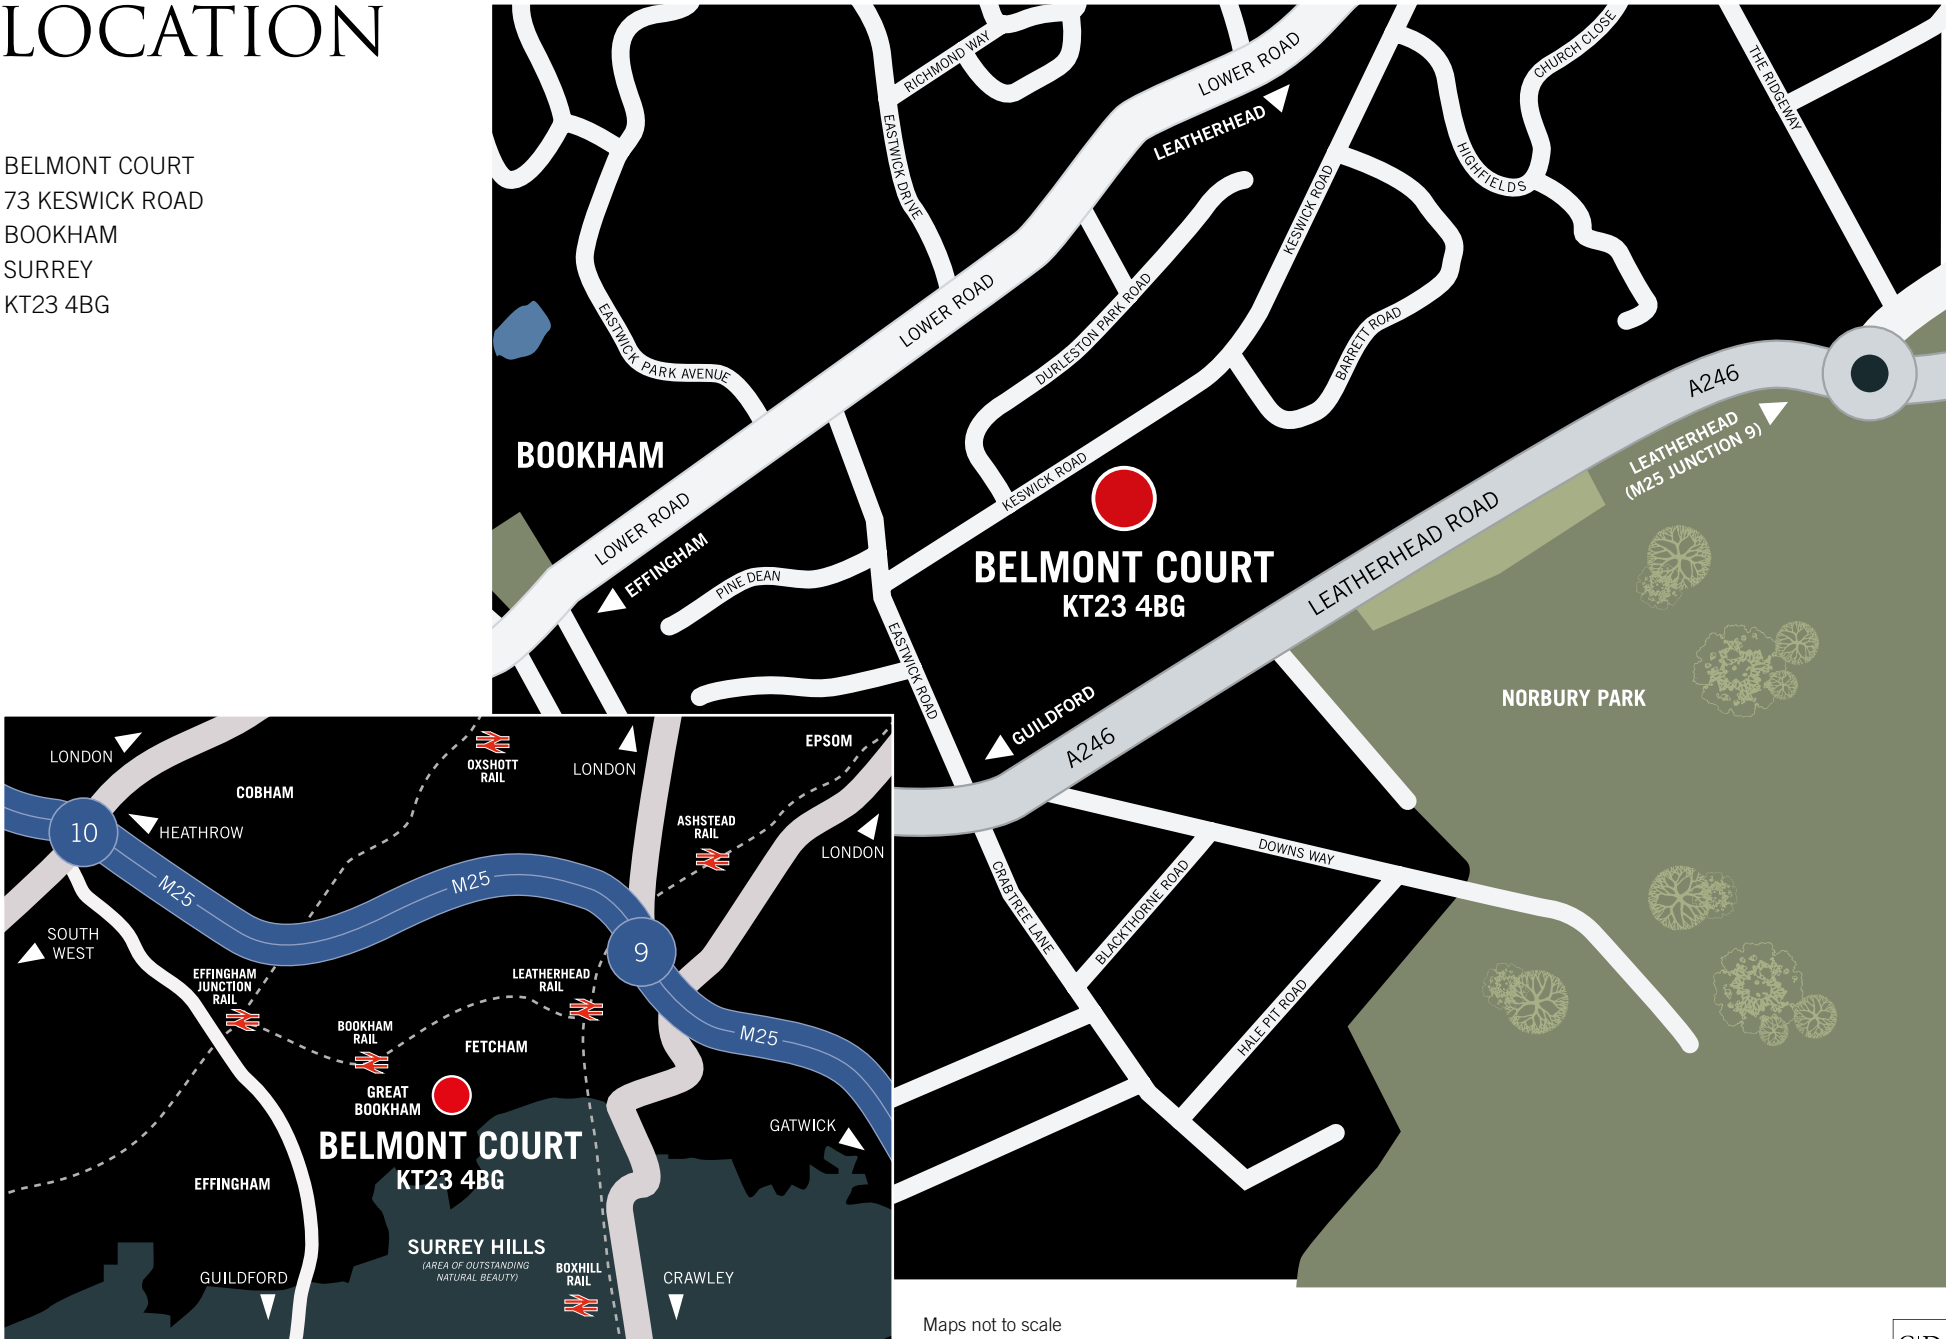 LOCATION
BELMONT COURT
73 KESWICK ROAD
BOOKHAM
SURREY
KT23 4BG
RICHMOND WAY
EASTWICK DRIVE
LOWER ROAD
LEATHERHEAD
CHURCH CLOSE
THE RIDGEWAY
HIGHFIELDS
KESWICK ROAD
EASTWICK PARK AVENUE
LOWER ROAD
DURLESTON PARK ROAD
BARRETT ROAD
A246
LEATHERHEAD
(M25 JUNCTION 9)
BOOKHAM
KESWICK ROAD
LOWER ROAD
EFFINGHAM
PINE DEAN
BELMONT COURT
KT23 4BG
LEATHERHEAD ROAD
EASTWICK ROAD
NORBURY PARK
GUILDFORD
A246
DOWNS WAY
CRABTREE LANE
BLACKTHORNE ROAD
HALE PIT ROAD
LONDON
OXSHOTT
RAIL
LONDON
EPSOM
COBHAM
10
HEATHROW
ASHSTEAD
RAIL
LONDON
M25
M25
SOUTH
WEST
9
EFFINGHAM
JUNCTION
RAIL
LEATHERHEAD
RAIL
BOOKHAM
RAIL
FETCHAM
M25
GREAT
BOOKHAM
GATWICK
BELMONT COURT
KT23 4BG
EFFINGHAM
SURREY HILLS
(AREA OF OUTSTANDING
NATURAL BEAUTY)
BOXHILL
RAIL
GUILDFORD
CRAWLEY
Maps not to scale